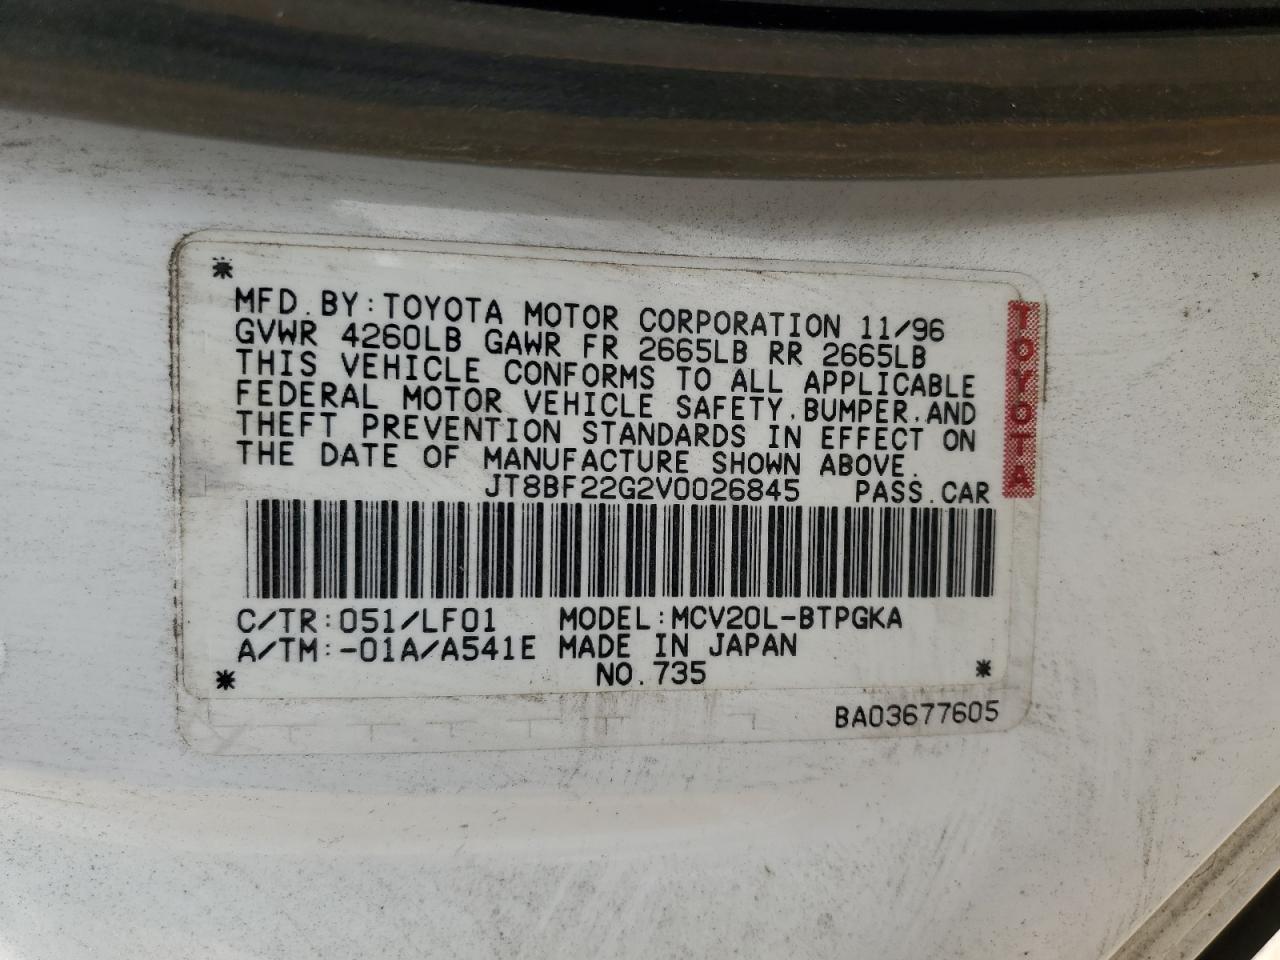 MFD. BY: TOYOTA MOTOR CORPORATION 11/96
GVWR 4260LB GAWR FR 2665LB RR 2665LB
THIS VEHICLE CONFORMS TO ALL APPLICABLE
FEDERAL MOTOR VEHICLE SAFETY, BUMPER, AND
THEFT PREVENTION STANDARDS IN EFFECT ON
THE DATE OF MANUFACTURE SHOWN ABOVE.
JT8BF22G2V0026845 PASS. CAR
C/TR: 051/LF01 MODEL: MCV20L-BTPGKA
A/TM: -01A/A541E MADE IN JAPAN
NO. 735
BA03677605
TOYOTA